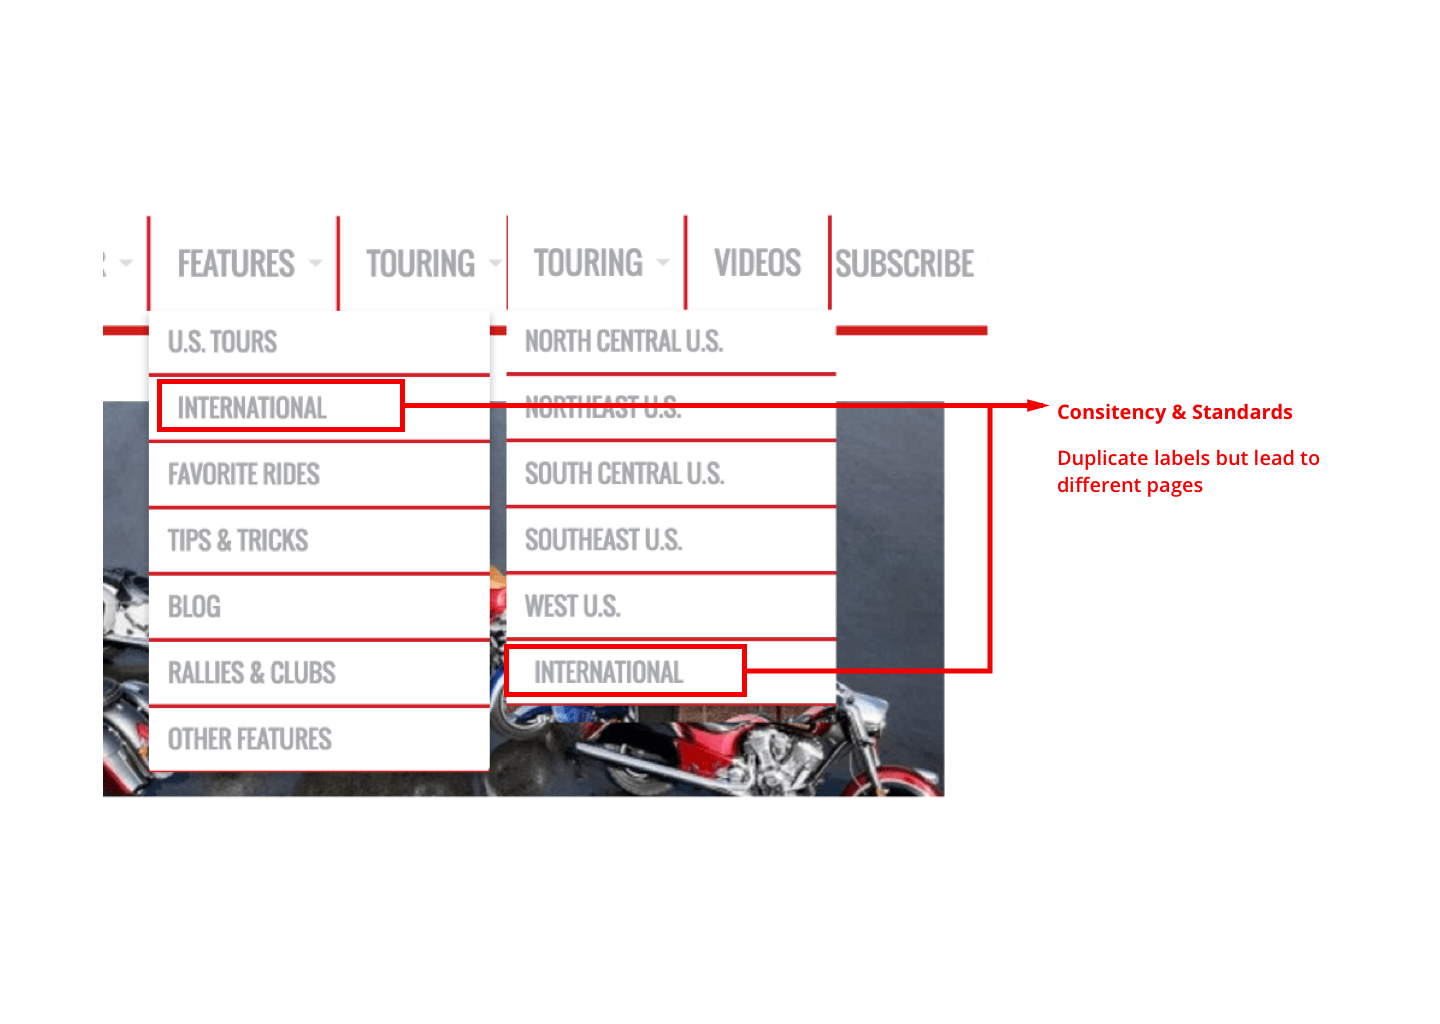 FEATURES
TOURING
TOURING
VIDEOS
SUBSCRIBE
U.S. TOURS
INTERNATIONAL
FAVORITE RIDES
TIPS & TRICKS
BLOG
RALLIES & CLUBS
OTHER FEATURES
NORTH CENTRAL U.S.
NORTHEAST U.S.
SOUTH CENTRAL U.S.
SOUTHEAST U.S.
WEST U.S.
INTERNATIONAL
Consitency & Standards
Duplicate labels but lead to
different pages